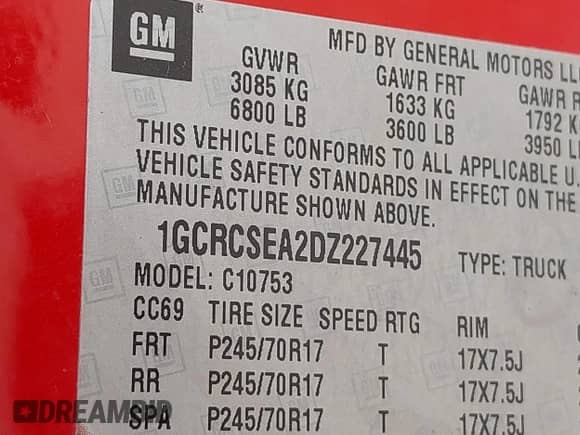 GM
MFD BY GENERAL MOTORS LL
GVWR GAWR FRT GAWR R
3085 KG 1633 KG 1792 K
6800 LB 3600 LB 3950 L
THIS VEHICLE CONFORMS TO ALL APPLICABLE U.
VEHICLE SAFETY STANDARDS IN EFFECT ON THE
MANUFACTURE SHOWN ABOVE.
1GCRCSEA2DZ227445 TYPE: TRUCK
MODEL: C10753
CC69 TIRE SIZE SPEED RTG RIM
FRT P245/70R17 T 17X7.5J
RR P245/70R17 T 17X7.5J
SPA P245/70R17 T 17X7.5J
DREAMBID